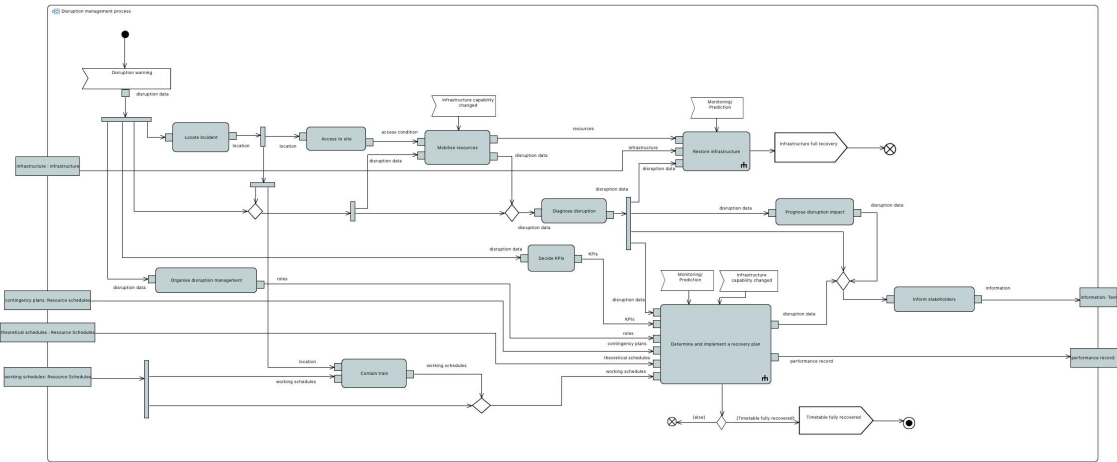 Disruption management process
Disruption warning
disruption data
Infrastructure capability
changed
Monitoring/
Prediction
Locate incident
location
Access to site
location
access condition
Mobilise resources
disruption data
resources
infrastructure
disruption data
disruption data
Restore infrastructure
Infrastructure full recovery
infrastructure : Infrastructure
disruption data
Diagnose disruption
disruption data
disruption data
Prognose disruption impact
disruption data
disruption data
Decide KPIs
KPIs
disruption data
Organise disruption management
roles
Monitoring/
Prediction
Infrastructure
capability changed
disruption data
KPIs
roles
contingency plans
theoretical schedules
working schedules
Determine and implement a recovery plan
disruption data
performance record
Inform stakeholders
information
information: Text
performance record
contingency plans: Resource schedules
theoretical schedules : Resource Schedules
working schedules: Resource Schedules
location
working schedules
Contain train
working schedules
[else]
[Timetable fully recovered]
Timetable fully recovered